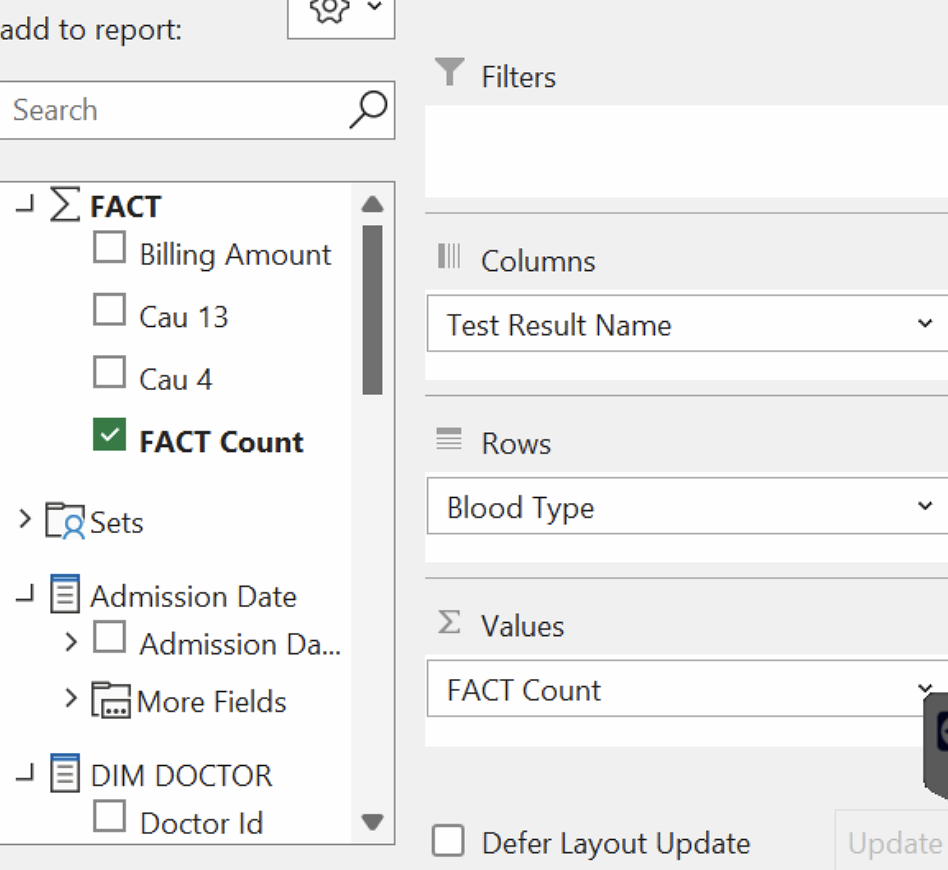 add to report:
Search
FACT
Billing Amount
Cau 13
Cau 4
FACT Count
Sets
Admission Date
Admission Da...
More Fields
DIM DOCTOR
Doctor Id
Filters
Columns
Test Result Name
Rows
Blood Type
Values
FACT Count
Defer Layout Update
Update